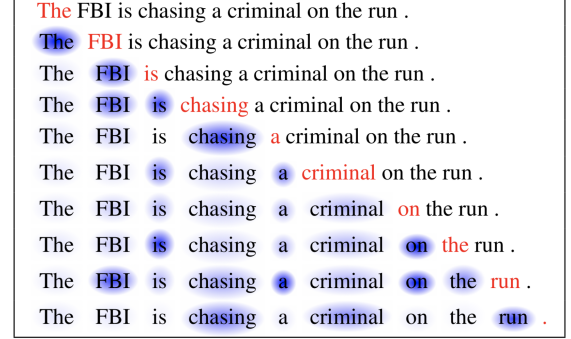 The FBI is chasing a criminal on the run .
The FBI is chasing a criminal on the run .
The FBI is chasing a criminal on the run .
The FBI is chasing a criminal on the run .
The FBI is chasing a criminal on the run .
The FBI is chasing a criminal on the run .
The FBI is chasing a criminal on the run .
The FBI is chasing a criminal on the run .
The FBI is chasing a criminal on the run .
The FBI is chasing a criminal on the run .